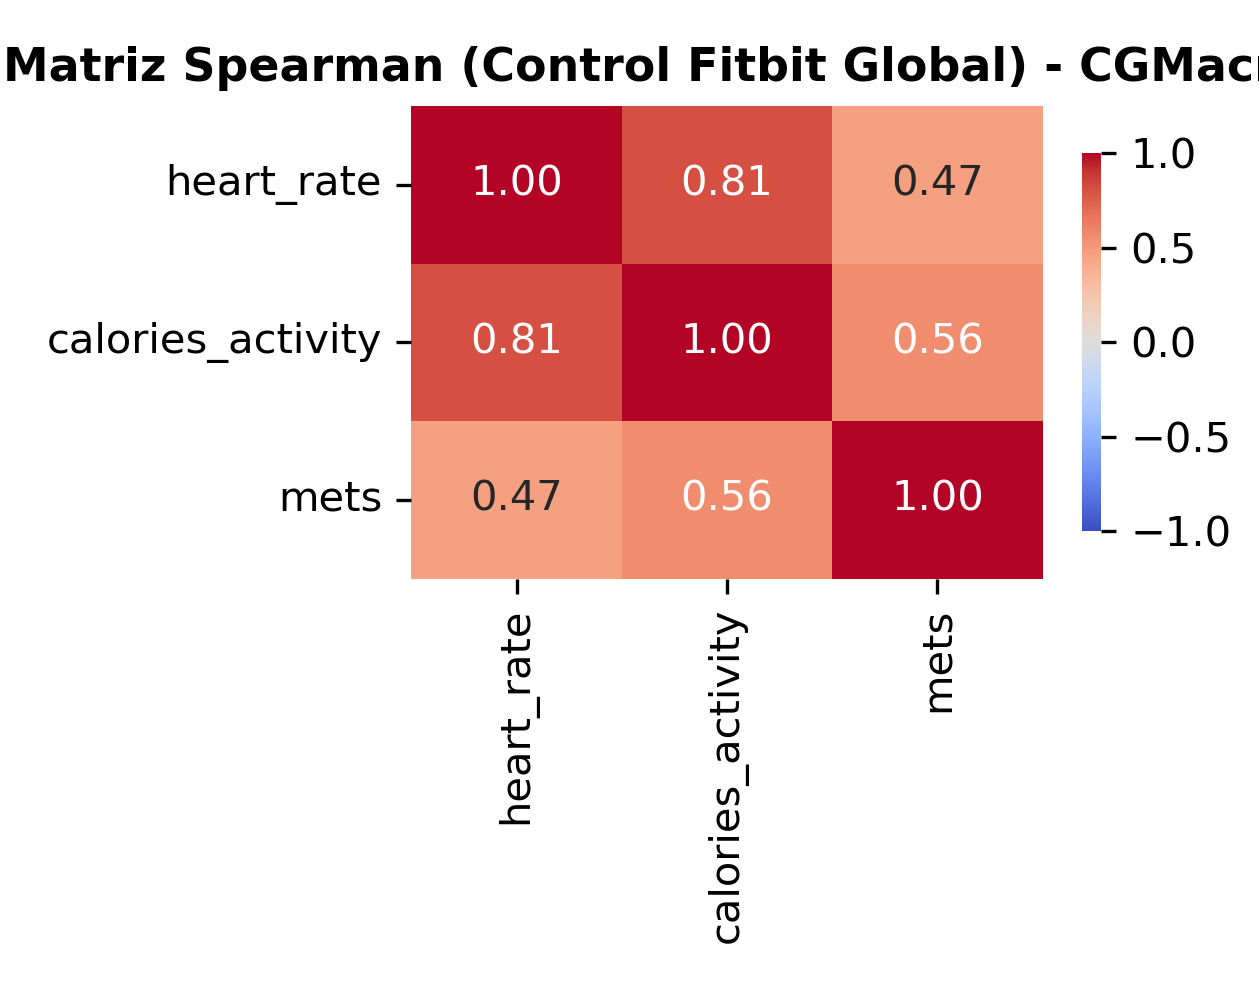 Matriz Spearman (Control Fitbit Global) - CGMacr
heart_rate 1.00 0.81 0.47
calories_activity 0.81 1.00 0.56
mets 0.47 0.56 1.00
heart_rate calories_activity mets
1.0
0.5
0.0
−0.5
−1.0